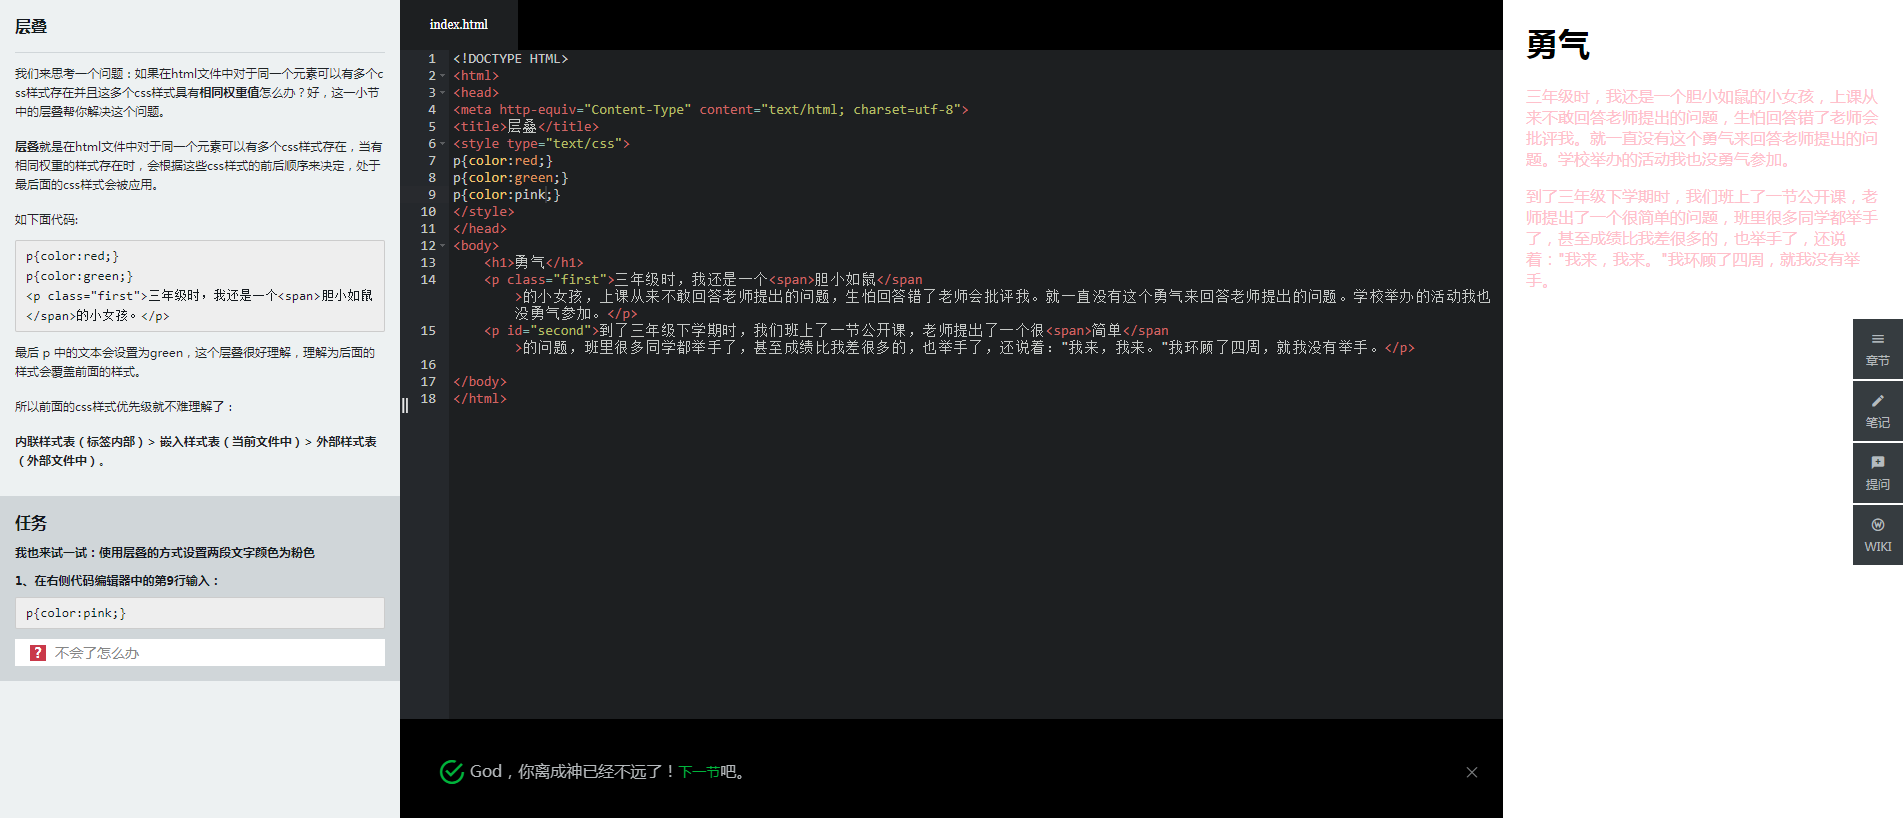 层叠
我们来思考一个问题：如果在html文件中对于同一个元素可以有多个c
ss样式存在并且这多个css样式具有相同权重值怎么办？好，这一小节
中的层叠帮你解决这个问题。
层叠就是在html文件中对于同一个元素可以有多个css样式存在，当有
相同权重的样式存在时，会根据这些css样式的前后顺序来决定，处于
最后面的css样式会被应用。
如下面代码:
p{color:red;}
p{color:green;}
<p class="first">三年级时，我还是一个<span>胆小如鼠
</span>的小女孩。</p>
最后 p 中的文本会设置为green，这个层叠很好理解，理解为后面的
样式会覆盖前面的样式。
所以前面的css样式优先级就不难理解了：
内联样式表（标签内部）> 嵌入样式表（当前文件中）> 外部样式表
（外部文件中）。
任务
我也来试一试：使用层叠的方式设置两段文字颜色为粉色
1、在右侧代码编辑器中的第9行输入：
p{color:pink;}
? 不会了怎么办
index.html
1 <!DOCTYPE HTML>
2 <html>
3 <head>
4 <meta http-equiv="Content-Type" content="text/html; charset=utf-8">
5 <title>层叠</title>
6 <style type="text/css">
7 p{color:red;}
8 p{color:green;}
9 p{color:pink;}
10 </style>
11 </head>
12 <body>
13 <h1>勇气</h1>
14 <p class="first">三年级时，我还是一个<span>胆小如鼠</span
>的小女孩，上课从来不敢回答老师提出的问题，生怕回答错了老师会批评我。就一直没有这个勇气来回答老师提出的问题。学校举办的活动我也
没勇气参加。</p>
15 <p id="second">到了三年级下学期时，我们班上了一节公开课，老师提出了一个很<span>简单</span
>的问题，班里很多同学都举手了，甚至成绩比我差很多的，也举手了，还说着："我来，我来。"我环顾了四周，就我没有举手。</p>
16
17 </body>
18 </html>
God，你离成神已经不远了！下一节吧。
勇气
三年级时，我还是一个胆小如鼠的小女孩，上课从
来不敢回答老师提出的问题，生怕回答错了老师会
批评我。就一直没有这个勇气来回答老师提出的问
题。学校举办的活动我也没勇气参加。
到了三年级下学期时，我们班上了一节公开课，老
师提出了一个很简单的问题，班里很多同学都举手
了，甚至成绩比我差很多的，也举手了，还说
着："我来，我来。"我环顾了四周，就我没有举
手。
章节
笔记
提问
WIKI